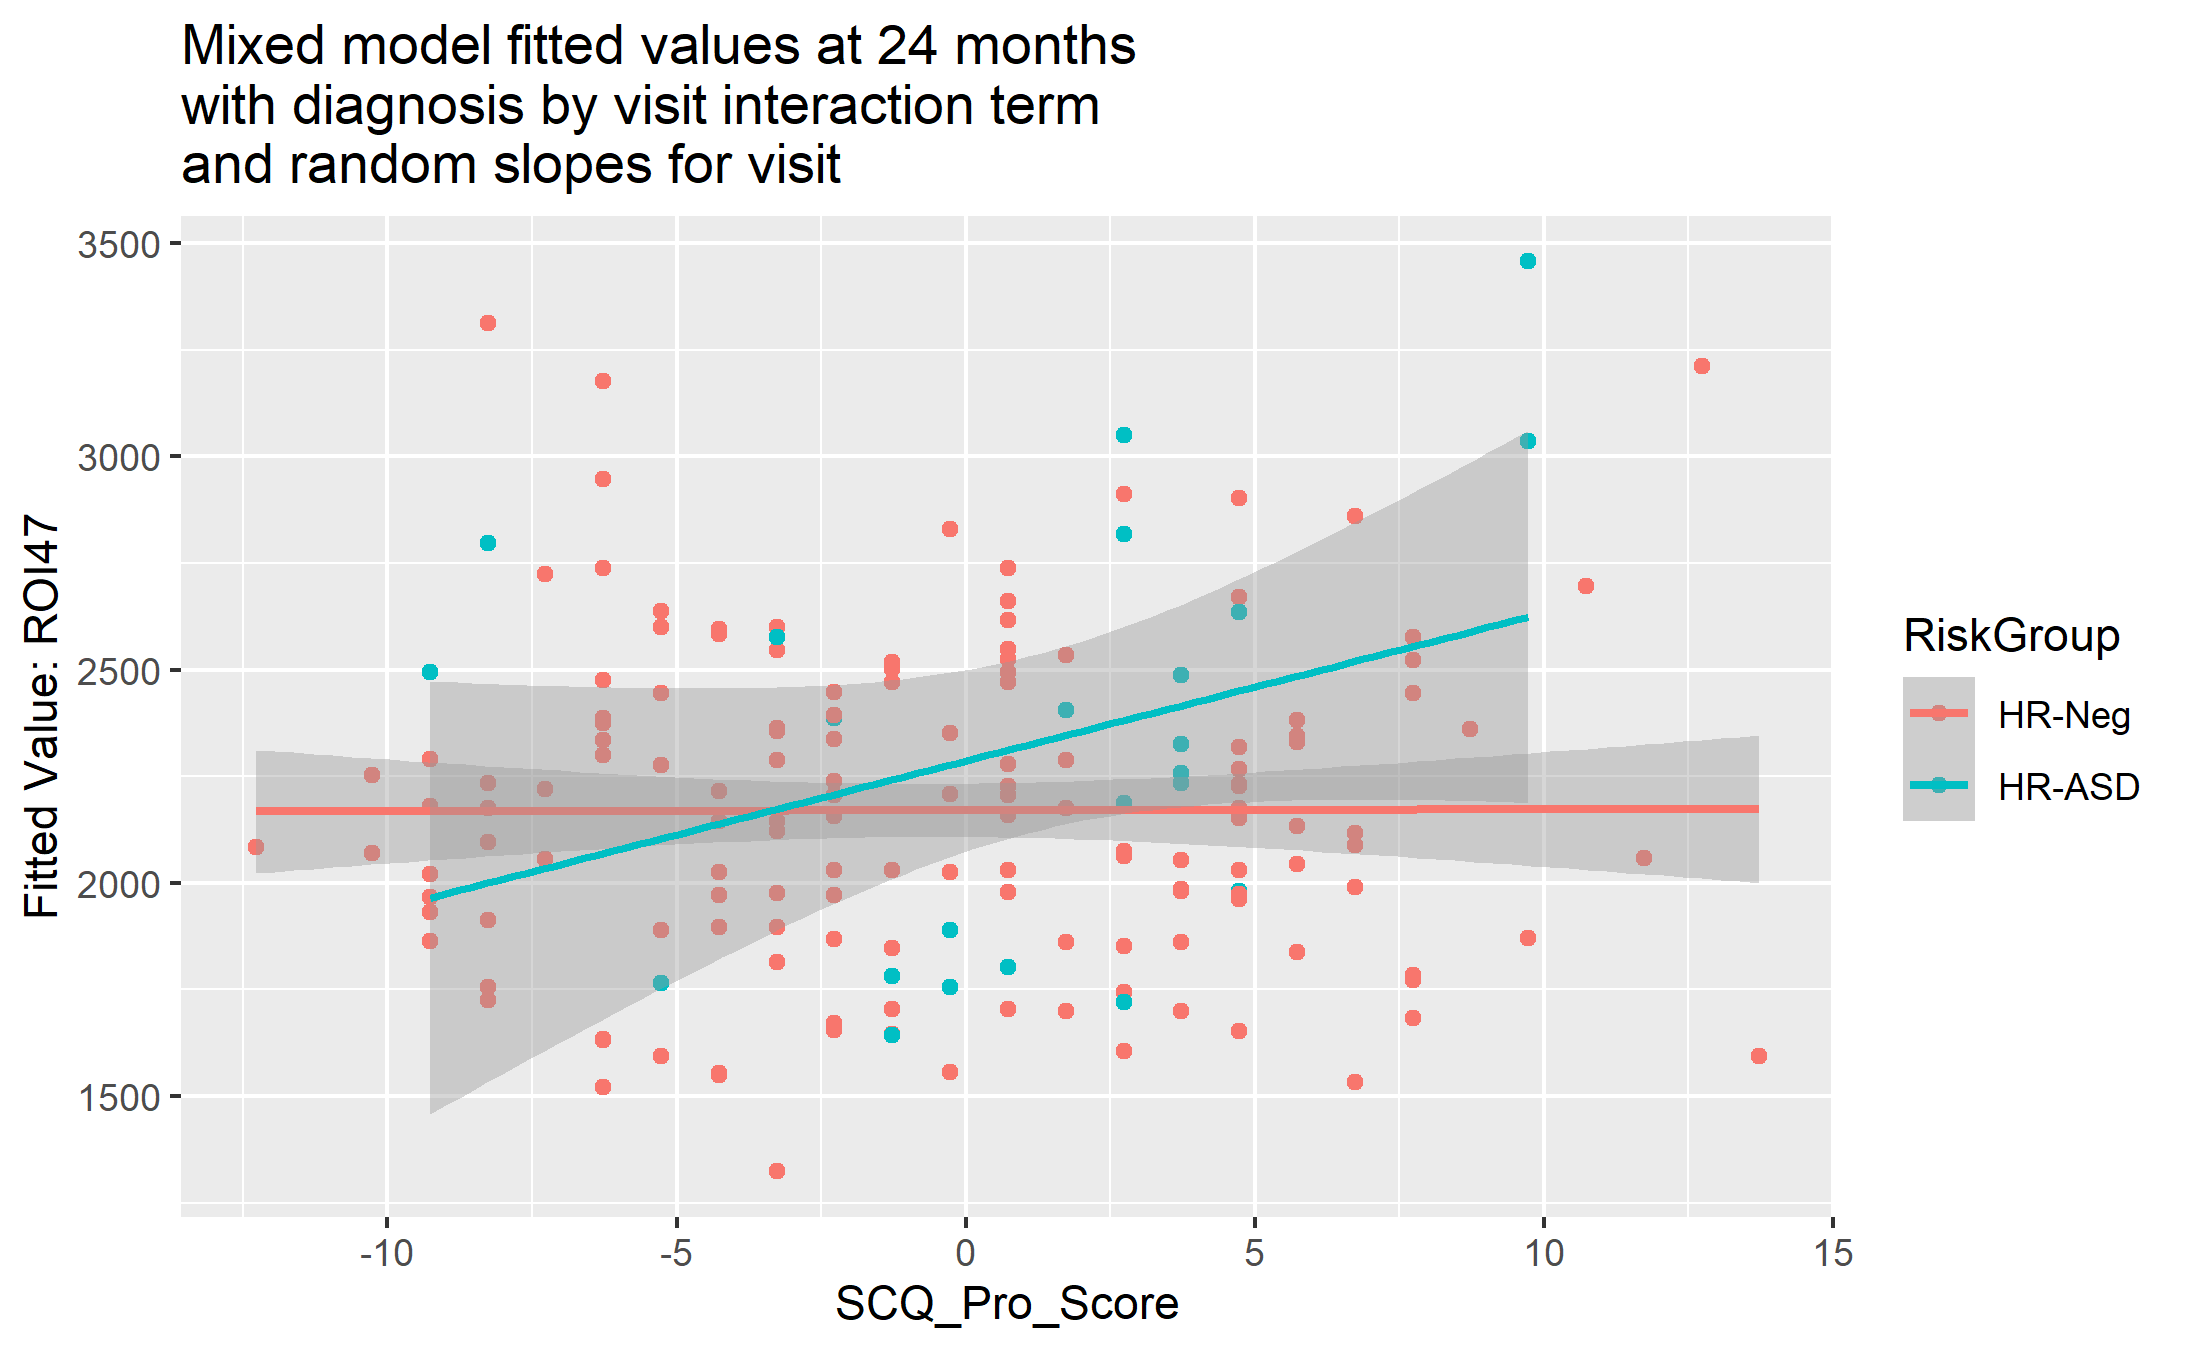 Mixed model fitted values at 24 months
with diagnosis by visit interaction term
and random slopes for visit
3500
3000
2500
2000
1500
Fitted Value: ROI47
-10 -5 0 5 10 15
SCQ_Pro_Score
RiskGroup
HR-Neg
HR-ASD